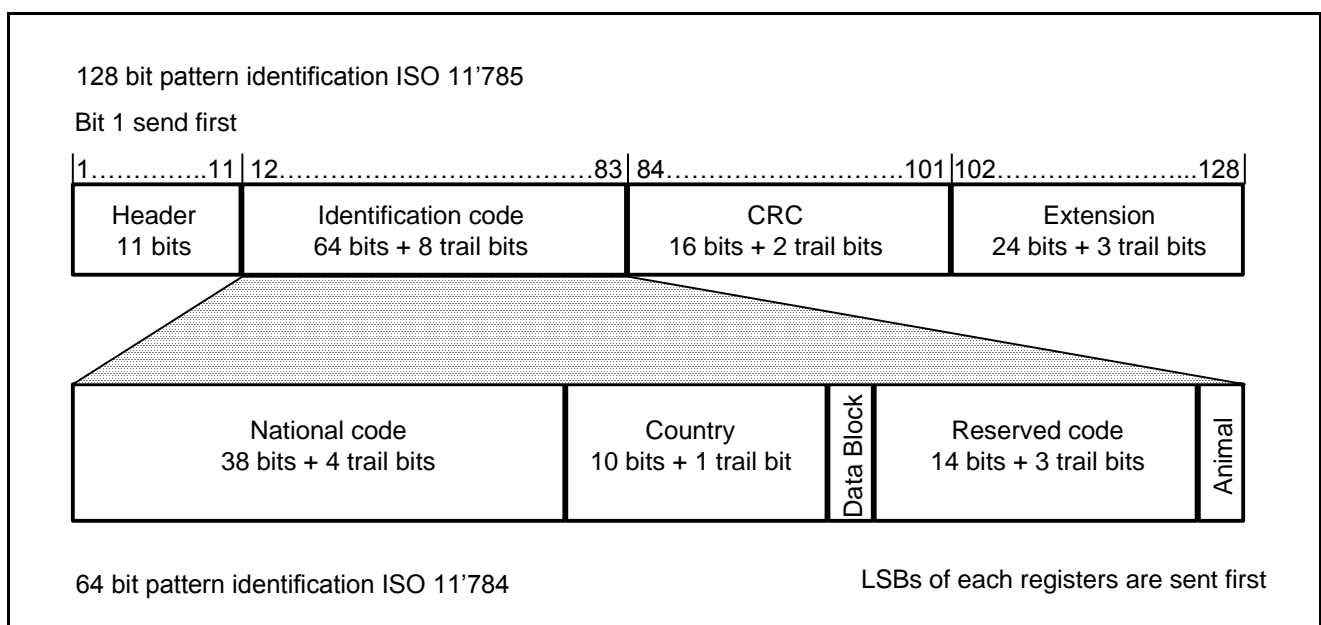 128 bit pattern identification ISO 11'785
Bit 1 send first
1…………..11 12……………..…………………83 84……………………….101 102…………………...128
Header
11 bits
Identification code
64 bits + 8 trail bits
CRC
16 bits + 2 trail bits
Extension
24 bits + 3 trail bits
National code
38 bits + 4 trail bits
Country
10 bits + 1 trail bit
Data Block
Reserved code
14 bits + 3 trail bits
Animal
64 bit pattern identification ISO 11'784
LSBs of each registers are sent first